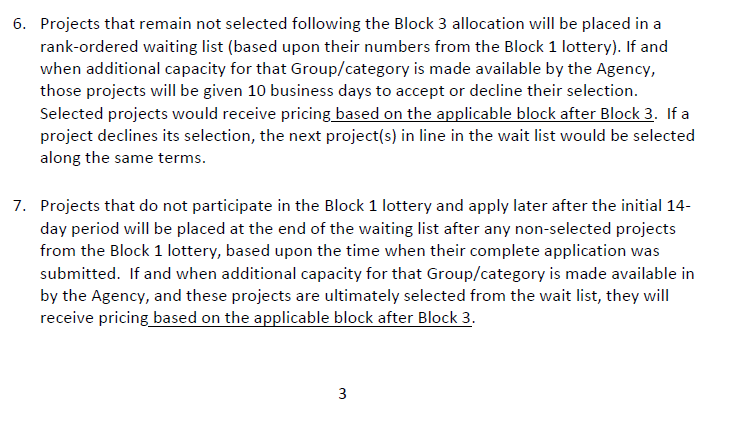 6. Projects that remain not selected following the Block 3 allocation will be placed in a
rank-ordered waiting list (based upon their numbers from the Block 1 lottery). If and
when additional capacity for that Group/category is made available by the Agency,
those projects will be given 10 business days to accept or decline their selection.
Selected projects would receive pricing based on the applicable block after Block 3. If a
project declines its selection, the next project(s) in line in the wait list would be selected
along the same terms.
7. Projects that do not participate in the Block 1 lottery and apply later after the initial 14-
day period will be placed at the end of the waiting list after any non-selected projects
from the Block 1 lottery, based upon the time when their complete application was
submitted. If and when additional capacity for that Group/category is made available in
by the Agency, and these projects are ultimately selected from the wait list, they will
receive pricing based on the applicable block after Block 3.
3